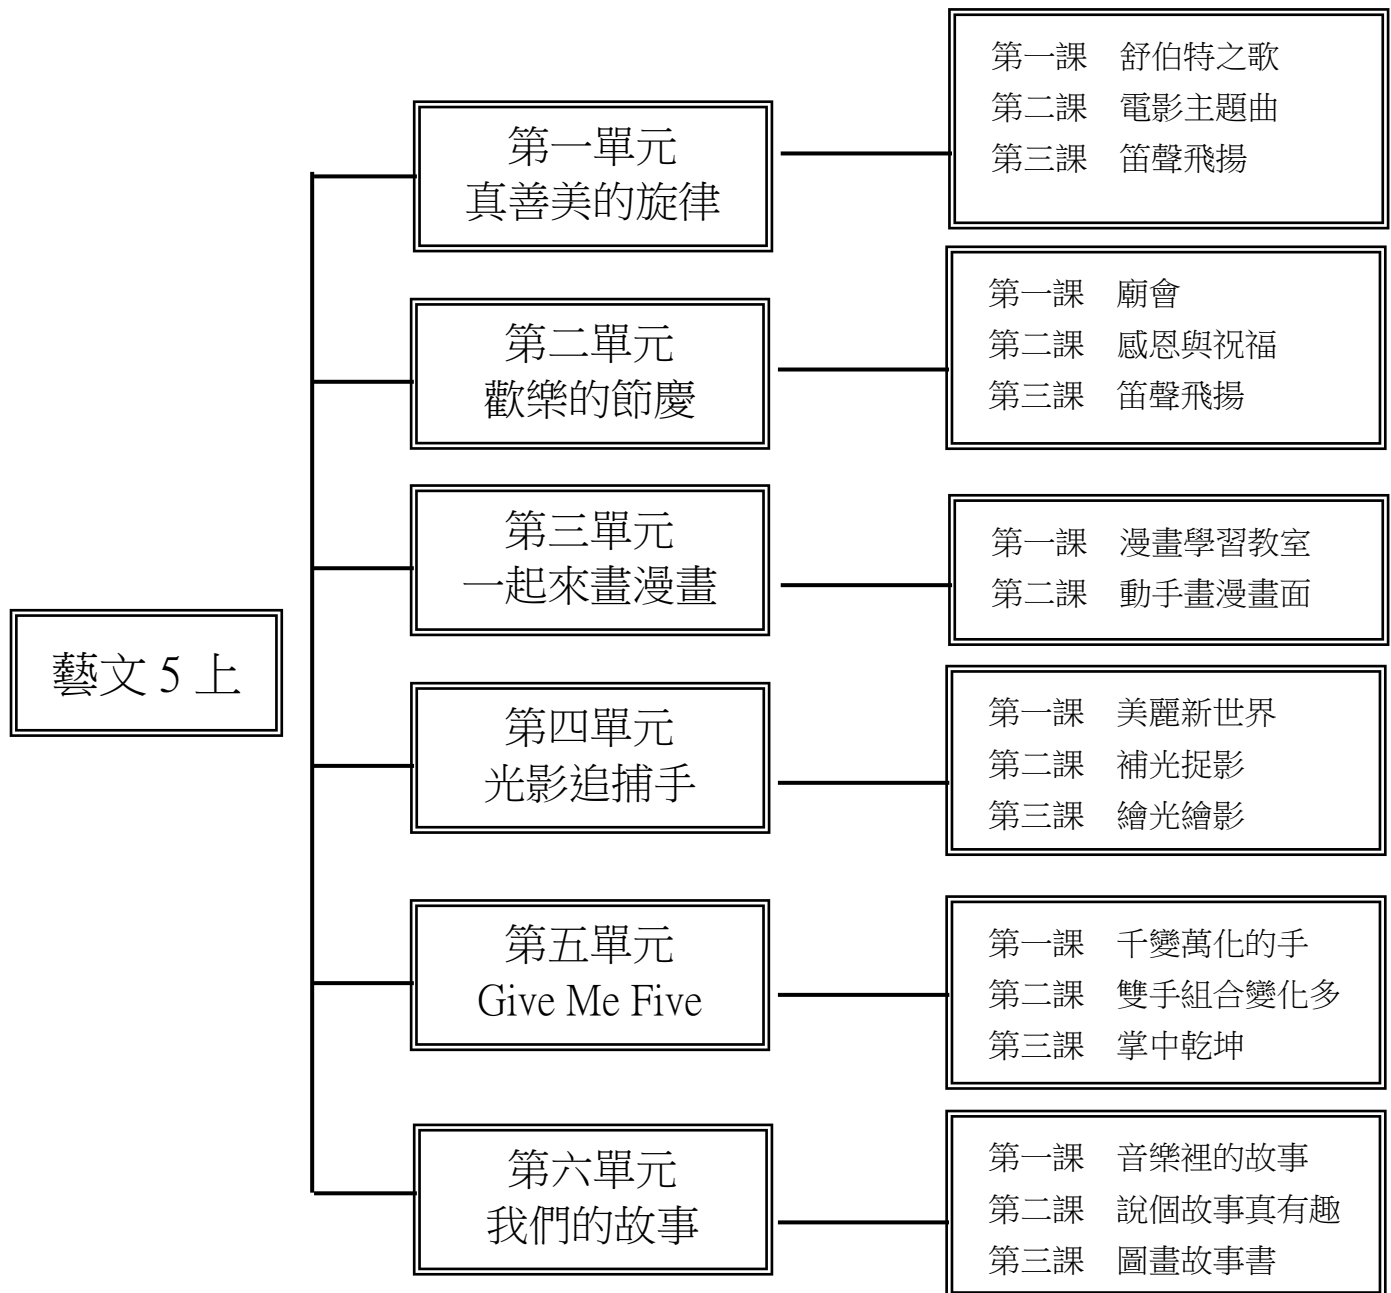 藝文 5 上
第一單元
真善美的旋律
第一課 舒伯特之歌
第二課 電影主題曲
第三課 笛聲飛揚
第二單元
歡樂的節慶
第一課 廟會
第二課 感恩與祝福
第三課 笛聲飛揚
第三單元
一起來畫漫畫
第一課 漫畫學習教室
第二課 動手畫漫畫面
第四單元
光影追捕手
第一課 美麗新世界
第二課 補光捉影
第三課 繪光繪影
第五單元
Give Me Five
第一課 千變萬化的手
第二課 雙手組合變化多
第三課 掌中乾坤
第六單元
我們的故事
第一課 音樂裡的故事
第二課 說個故事真有趣
第三課 圖畫故事書